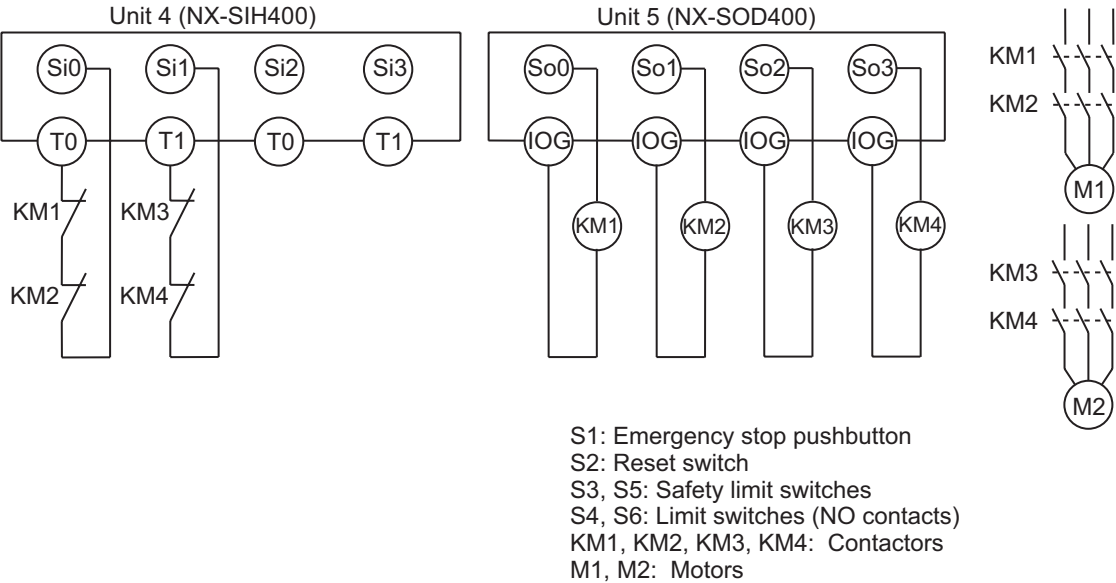 Unit 4 (NX-SIH400)
Unit 5 (NX-SOD400)
Si0 Si1 Si2 Si3
So0 So1 So2 So3
T0 T1 T0 T1
IOG IOG IOG IOG
KM1 KM3
KM2 KM4
KM1 KM2 KM3 KM4
KM1
KM2
M1
KM3
KM4
M2
S1: Emergency stop pushbutton
S2: Reset switch
S3, S5: Safety limit switches
S4, S6: Limit switches (NO contacts)
KM1, KM2, KM3, KM4: Contactors
M1, M2: Motors